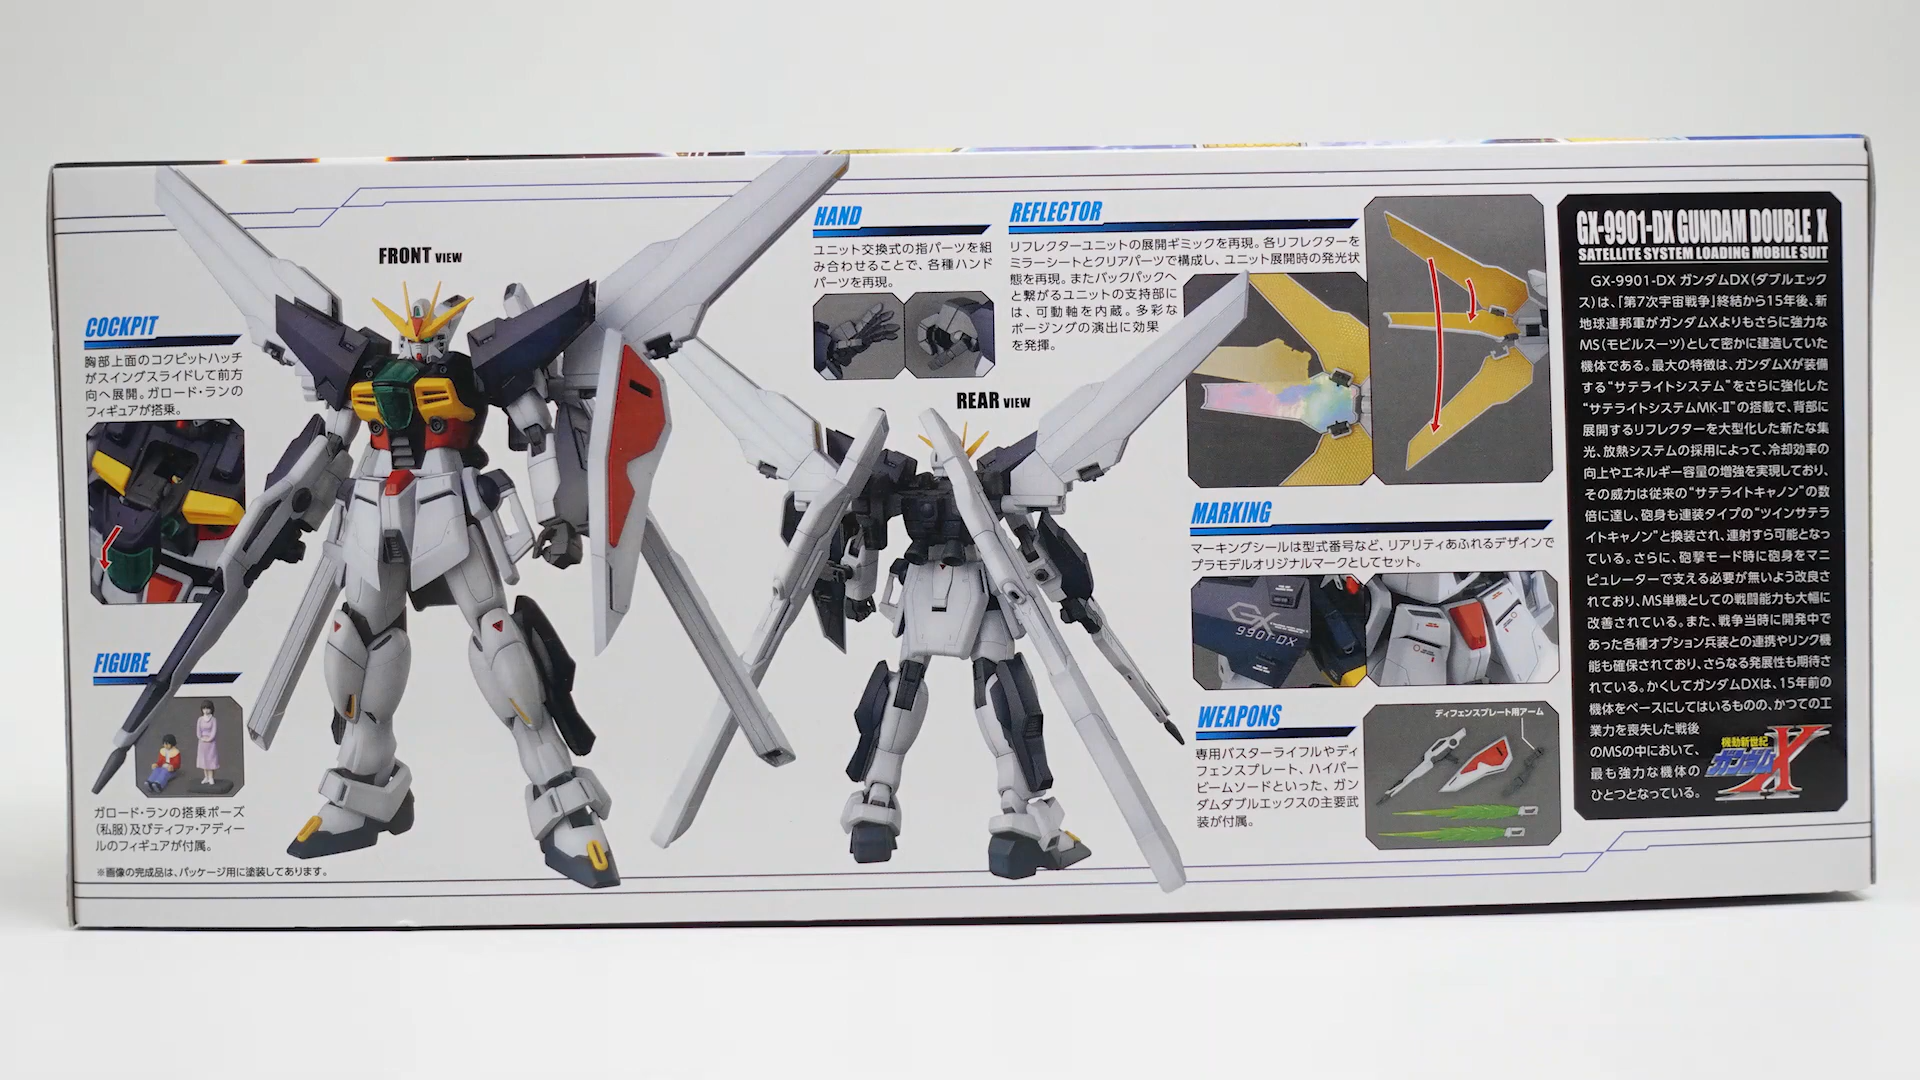 FRONT VIEW
COCKPIT
胸部上面のコクピットハッチ
がスイングスライドして前方
向へ展開。ガロード・ランの
フィギュアが搭乗。
FIGURE
ガロード・ランの搭乗ポーズ
(私服)及びティファ・アディー
ルのフィギュアが付属。
※画像の完成品は、パッケージ用に塗装してあります。
HAND
ユニット交換式の指パーツを組
み合わせることで、各種ハンド
パーツを再現。
REAR VIEW
REFLECTOR
リフレクターユニットの展開ギミックを再現。各リフレクターを
ミラーシートとクリアパーツで構成し、ユニット展開時の発光状
態を再現。またバックパックへ
と繋がるユニットの支持部に
は、可動軸を内蔵。多彩な
ポージングの演出に効果
を発揮。
MARKING
マーキングシールは型式番号など、リアリティあふれるデザインで
プラモデルオリジナルマークとしてセット。
GX
9901-DX
WEAPONS
専用バスターライフルやディ
フェンスプレート、ハイパー
ビームソードといった、ガン
ダムダブルエックスの主要武
装が付属。
ディフェンスプレート用アーム
GX-9901-DX GUNDAM DOUBLE X
SATELLITE SYSTEM LOADING MOBILE SUIT
GX-9901-DX ガンダムDX(ダブルエック
ス)は、「第7次宇宙戦争」終結から15年後、新
地球連邦軍がガンダムXよりもさらに強力な
MS(モビルスーツ)として密かに建造していた
機体である。最大の特徴は、ガンダムXが装備
する“サテライトシステム”をさらに強化した
“サテライトシステムMK-Ⅱ”の搭載で、背部に
展開するリフレクターを大型化した新たな集
光、放熱システムの採用によって、冷却効率の
向上やエネルギー容量の増強を実現しており、
その威力は従来の“サテライトキャノン”の数
倍に達し、砲身も連装タイプの“ツインサテラ
イトキャノン”と換装され、連射すら可能となっ
ている。さらに、砲撃モード時に砲身をマニ
ピュレーターで支える必要が無いよう改良さ
れており、MS単機としての戦闘能力も大幅に
改善されている。また、戦争当時に開発中で
あった各種オプション兵装との連携やリンク機
能も確保されており、さらなる発展性も期待さ
れている。かくしてガンダムDXは、15年前の
機体をベースにしてはいるものの、かつての工
業力を喪失した戦後
のMSの中において、
最も強力な機体の
ひとつとなっている。
機動新世紀
ガンダムX